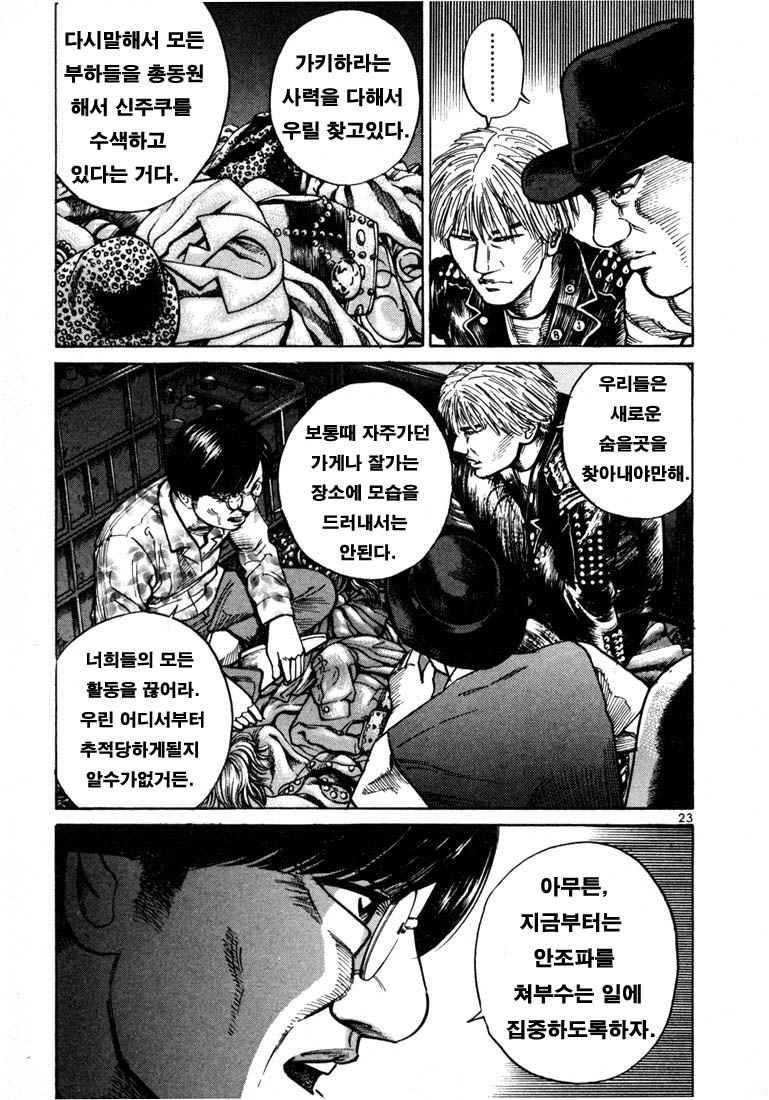 .........
가키하라는
사력을 다해서
우릴 찾고있다.
다시말해서 모든
부하들을 총동원
해서 신주쿠를
수색하고
있다는 거다.
우리들은
새로운
숨을곳을
찾아내야만해.
보통때 자주가던
가게나 잘가는
장소에 모습을
드러내서는
안된다.
너희들의 모든
활동을 끊어라.
우린 어디서부터
추적당하게될지
알수가없거든.
23
아무튼,
지금부터는
안조파를
쳐부수는 일에
집중하도록하자.